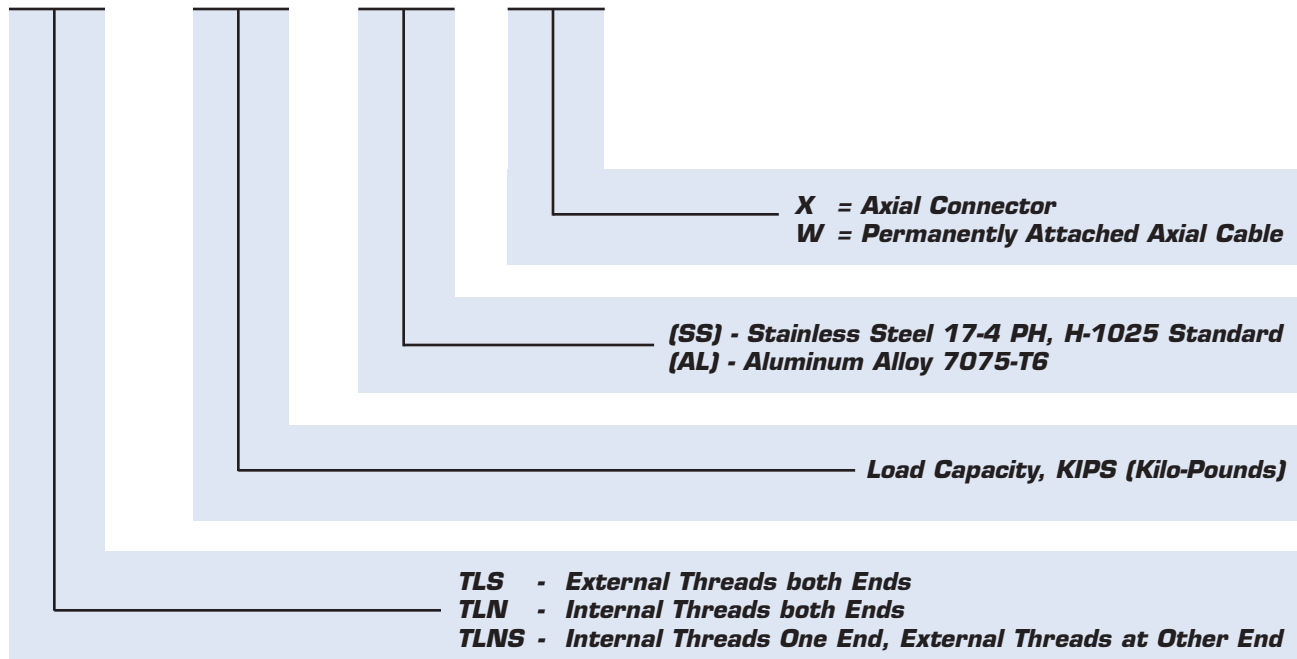 X = Axial Connector
W = Permanently Attached Axial Cable
(SS) - Stainless Steel 17-4 PH, H-1025 Standard
(AL) - Aluminum Alloy 7075-T6
Load Capacity, KIPS (Kilo-Pounds)
TLS - External Threads both Ends
TLN - Internal Threads both Ends
TLNS - Internal Threads One End, External Threads at Other End